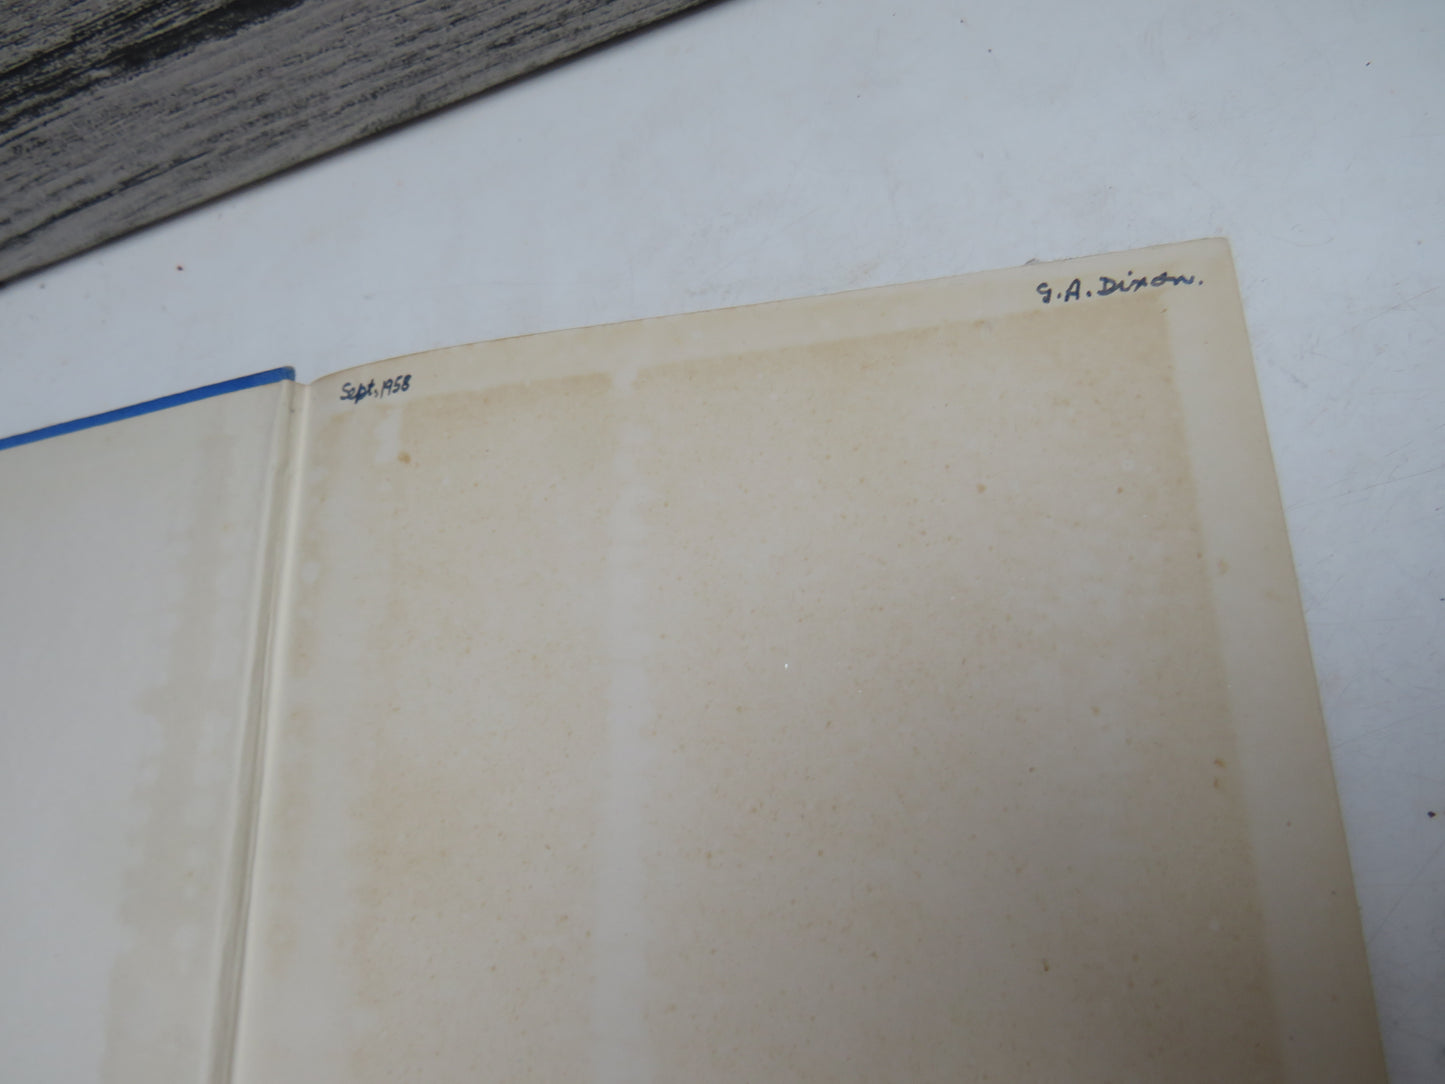 Sept, 1958
G. A. Dixon.